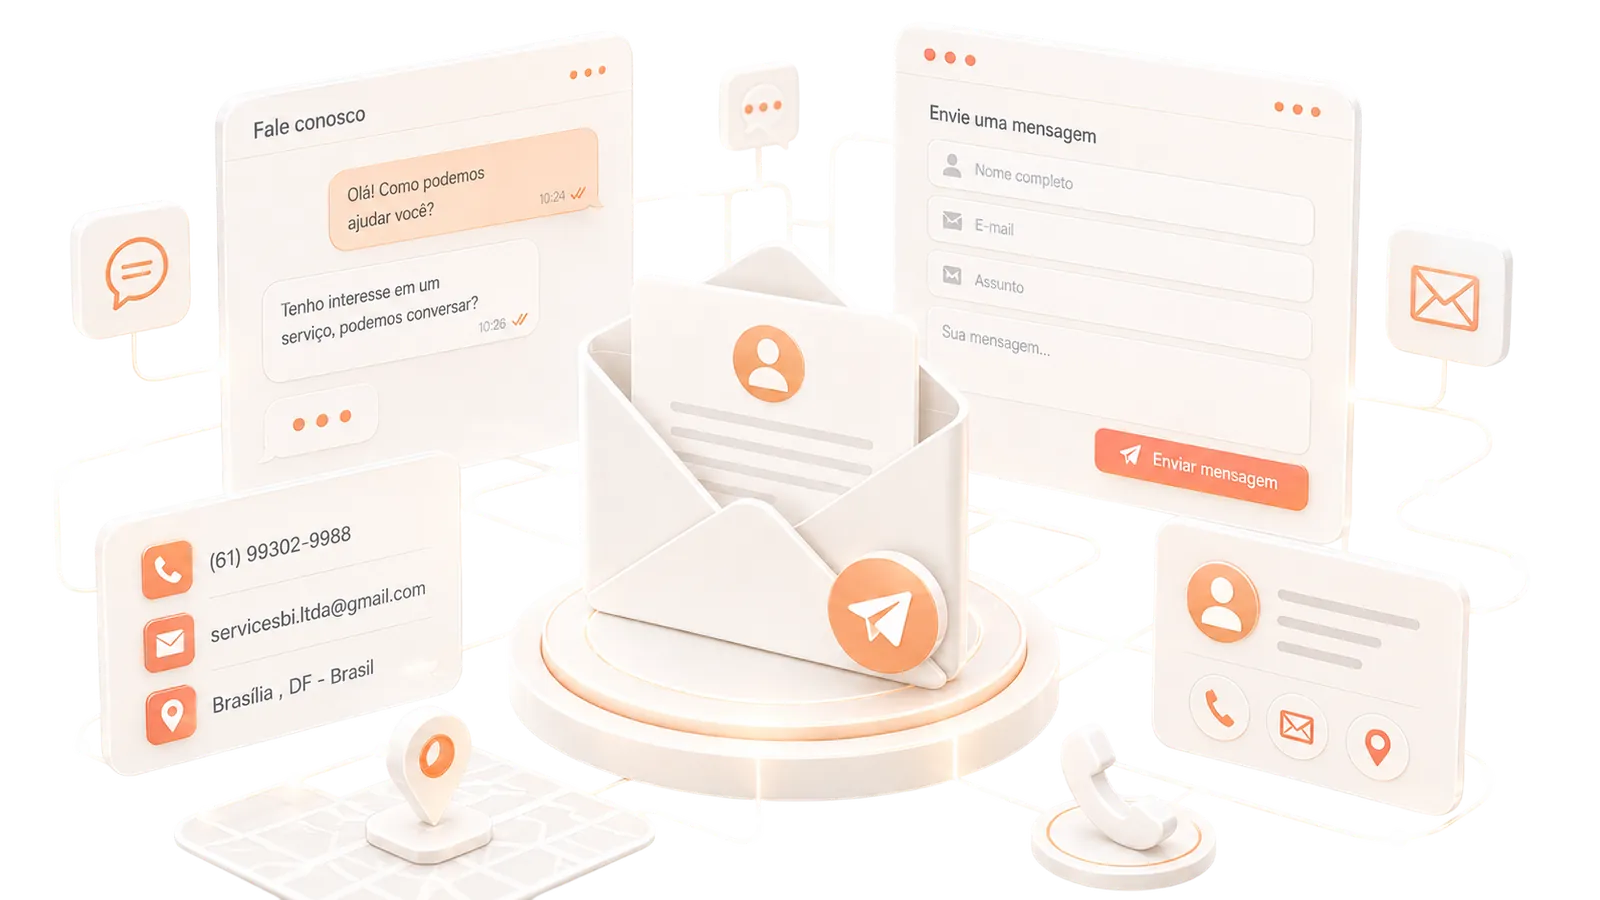 Fale conosco
Olá! Como podemos
ajudar você?
10:24
Tenho interesse em um
serviço, podemos conversar?
10:26
Envie uma mensagem
Nome completo
E-mail
Assunto
Sua mensagem...
Enviar mensagem
(61) 99302-9988
servicesbi.ltda@gmail.com
Brasília , DF - Brasil